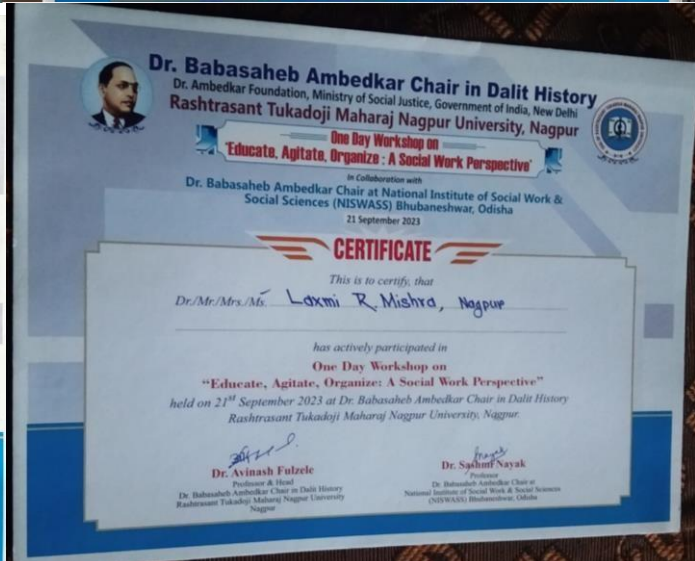 Dr. Babasaheb Ambedkar Chair in Dalit History
Dr. Ambedkar Foundation, Ministry of Social Justice, Government of India, New Delhi
Rashtrasant Tukadoji Maharaj Nagpur University, Nagpur
One Day Workshop on
'Educate, Agitate, Organize : A Social Work Perspective'
In Collaboration with
Dr. Babasaheb Ambedkar Chair at National Institute of Social Work &
Social Sciences (NISWASS) Bhubaneshwar, Odisha
21 September 2023
CERTIFICATE
This is to certify, that
Dr./Mr./Mrs./Ms. Laxmi R. Mishra, Nagpur
has actively participated in
One Day Workshop on
"Educate, Agitate, Organize: A Social Work Perspective"
held on 21st September 2023 at Dr. Babasaheb Ambedkar Chair in Dalit History
Rashtrasant Tukadoji Maharaj Nagpur University, Nagpur.
Dr. Avinash Fulzele
Professor & Head
Dr. Babasaheb Ambedkar Chair in Dalit History
Rashtrasant Tukadoji Maharaj Nagpur University
Nagpur
Dr. Sashmi Nayak
Professor
Dr. Babasaheb Ambedkar Chair at
National Institute of Social Work & Social Sciences
(NISWASS) Bhubaneshwar, Odisha